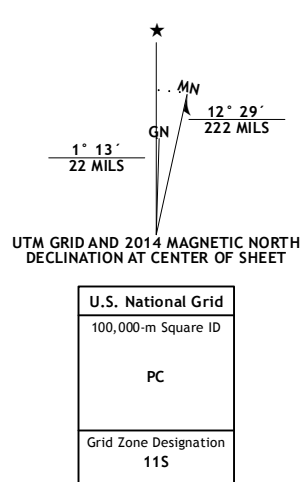 ★
MN
GN
12° 29´
222 MILS
1° 13´
22 MILS
UTM GRID AND 2014 MAGNETIC NORTH
DECLINATION AT CENTER OF SHEET
U.S. National Grid
100,000-m Square ID
PC
Grid Zone Designation
11S